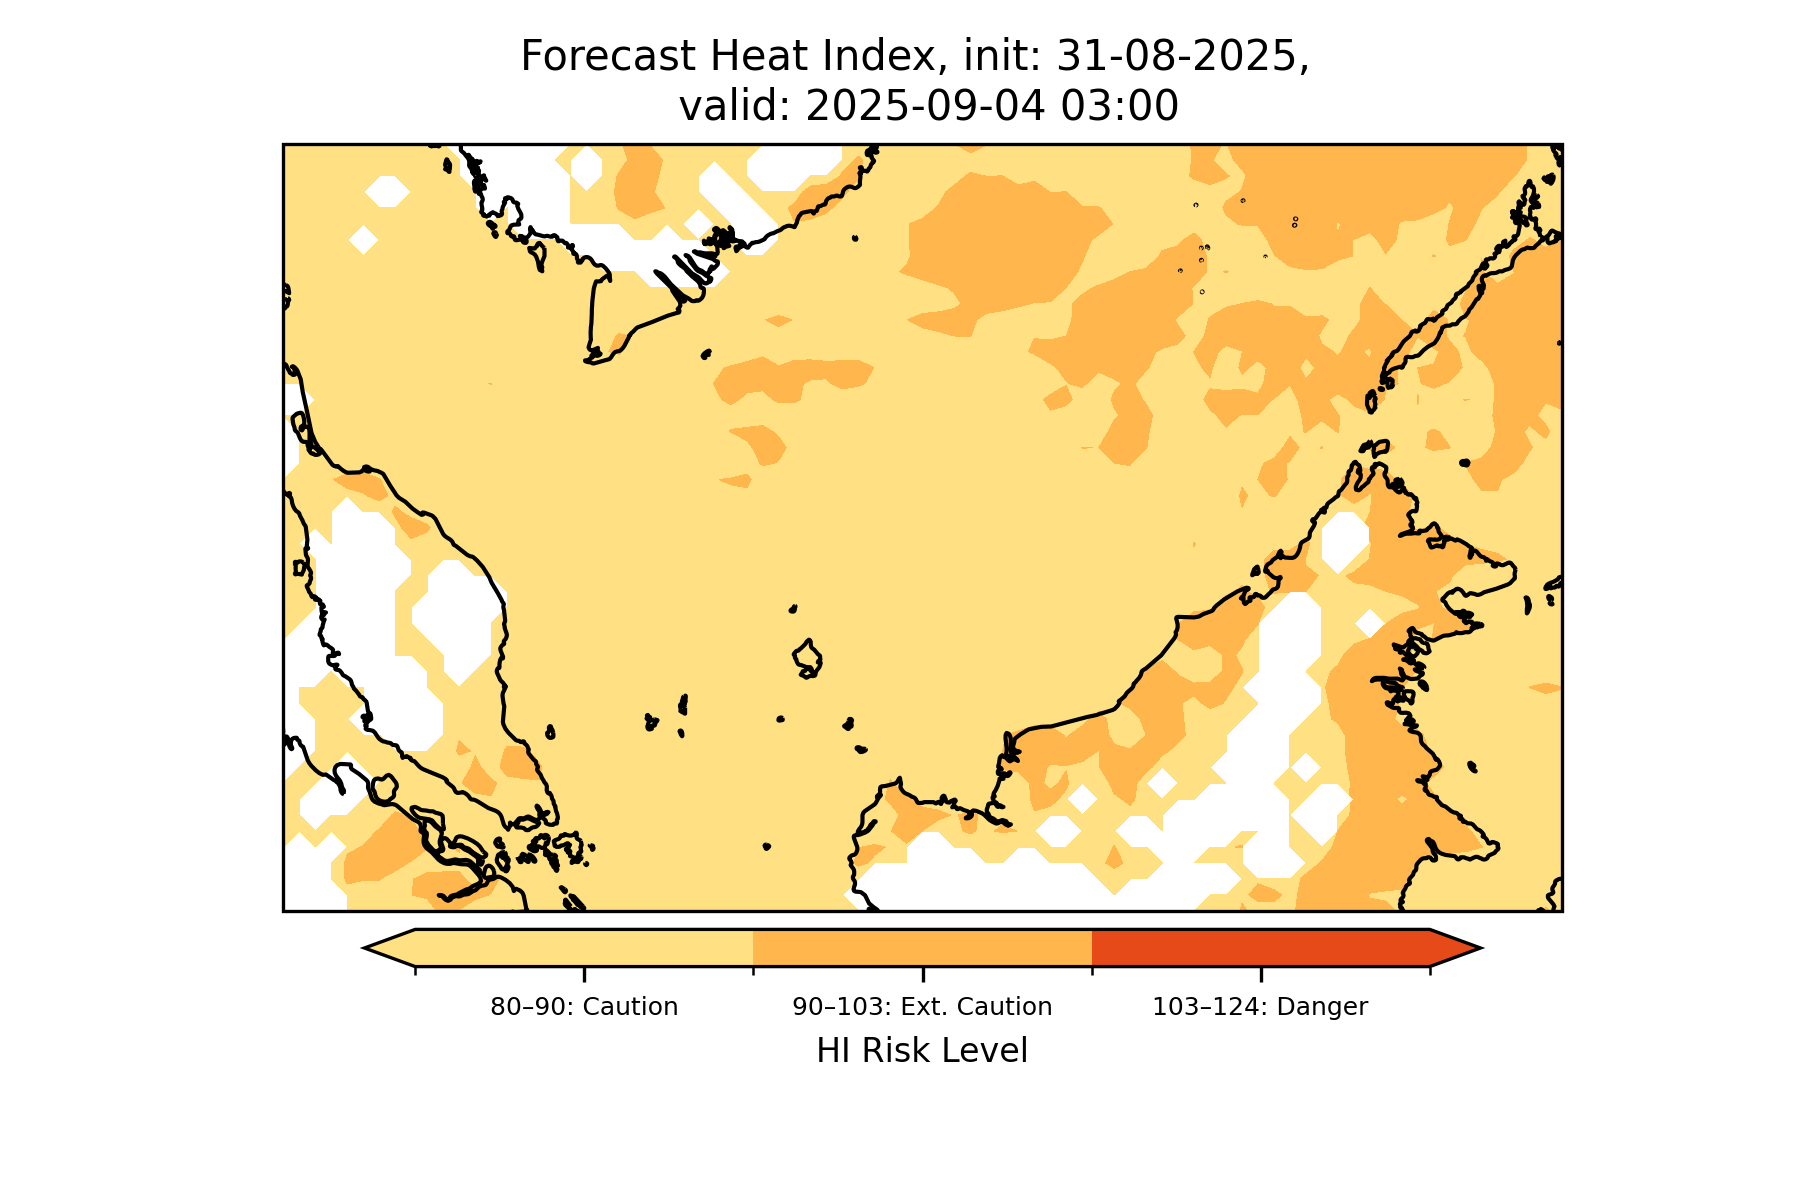 Forecast Heat Index, init: 31-08-2025,
valid: 2025-09-04 03:00
80–90: Caution
90–103: Ext. Caution
103–124: Danger
HI Risk Level